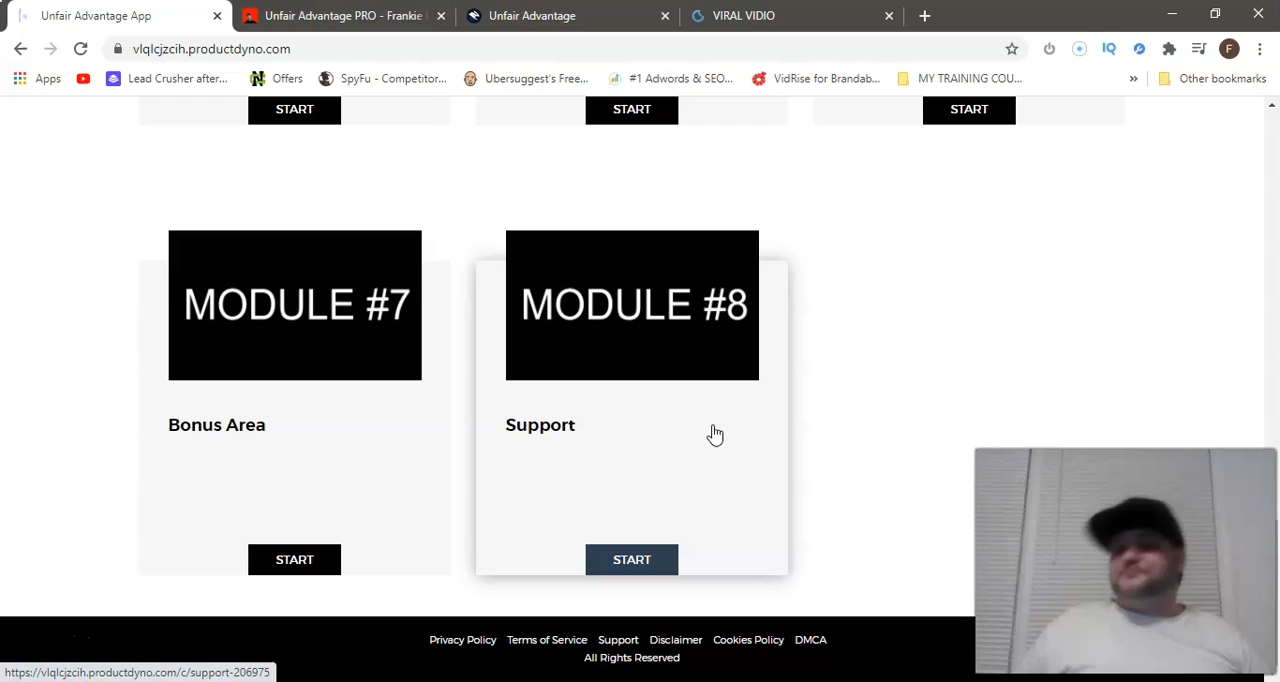 Unfair Advantage App
Unfair Advantage PRO - Frankie
Unfair Advantage
VIRAL VIDIO
vlqlcjzcih.productdyno.com
F
Apps
Lead Crusher after...
Offers
SpyFu - Competitor...
Ubersuggest's Free...
#1 Adwords & SEO...
VidRise for Brandab...
MY TRAINING COU...
»
Other bookmarks
IQ
START
START
START
MODULE #7
MODULE #8
Bonus Area
Support
START
START
Privacy Policy Terms of Service Support Disclaimer Cookies Policy DMCA
All Rights Reserved
https://vlqlcjzcih.productdyno.com/c/support-206975